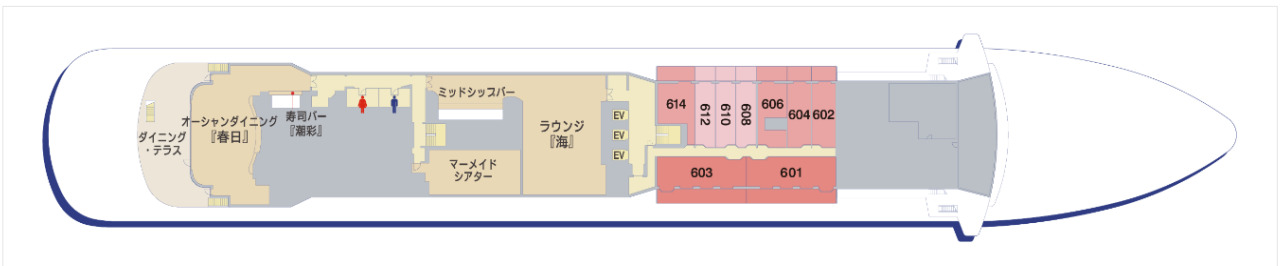 ダイニング
・テラス
オーシャンダイニング
『春日』
寿司バー
『潮彩』
ミッドシップバー
マーメイド
シアター
ラウンジ
『海』
EV
EV
EV
614
612
610
608
606
604
602
603
601